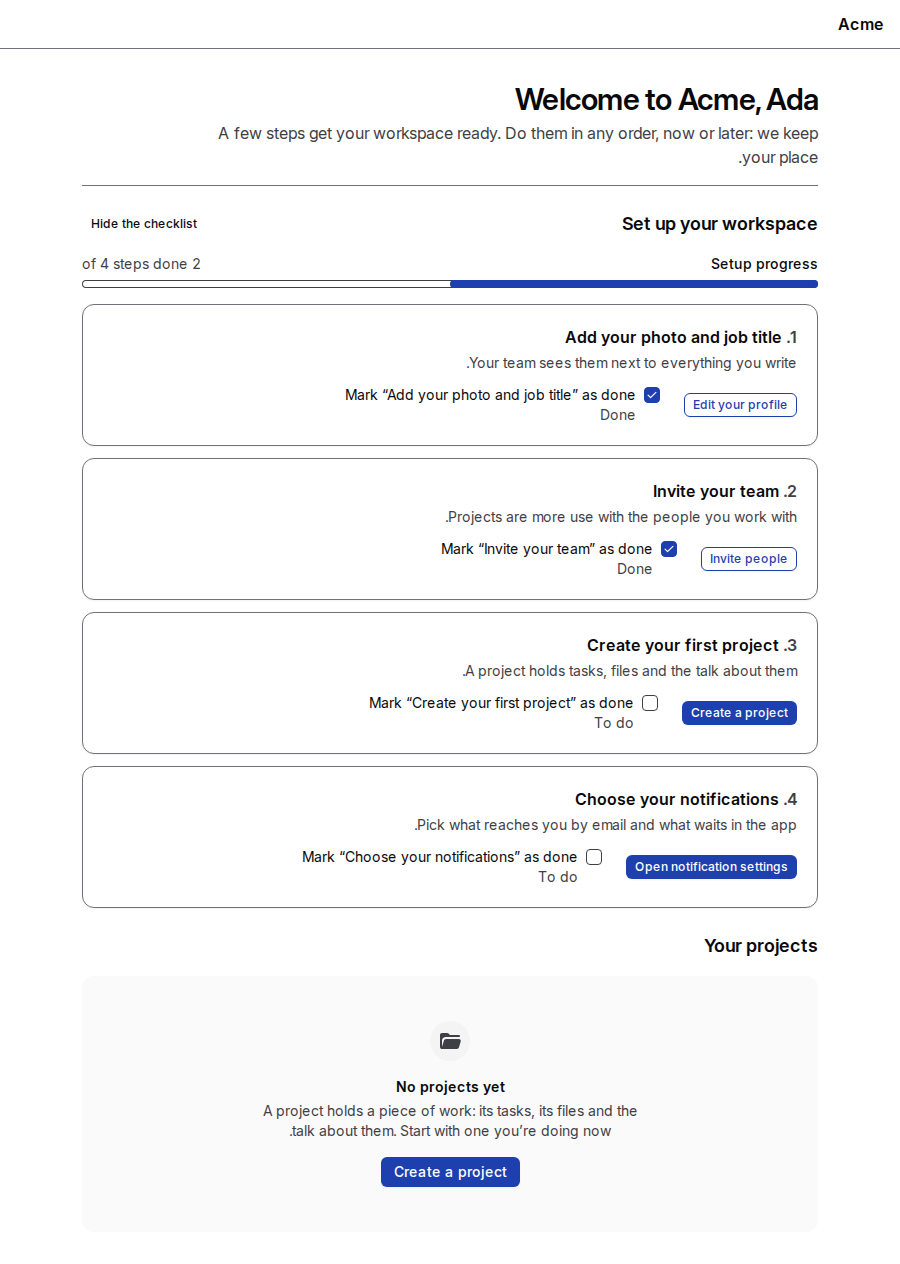 Acme
Welcome to Acme, Ada
A few steps get your workspace ready. Do them in any order, now or later: we keep
your place.
Set up your workspace
Hide the checklist
Setup progress
2 of 4 steps done
1. Add your photo and job title
Your team sees them next to everything you write.
Edit your profile
Mark “Add your photo and job title” as done
Done
2. Invite your team
Projects are more use with the people you work with.
Invite people
Mark “Invite your team” as done
Done
3. Create your first project
A project holds tasks, files and the talk about them.
Create a project
Mark “Create your first project” as done
To do
4. Choose your notifications
Pick what reaches you by email and what waits in the app.
Open notification settings
Mark “Choose your notifications” as done
To do
Your projects
No projects yet
A project holds a piece of work: its tasks, its files and the
talk about them. Start with one you’re doing now.
Create a project